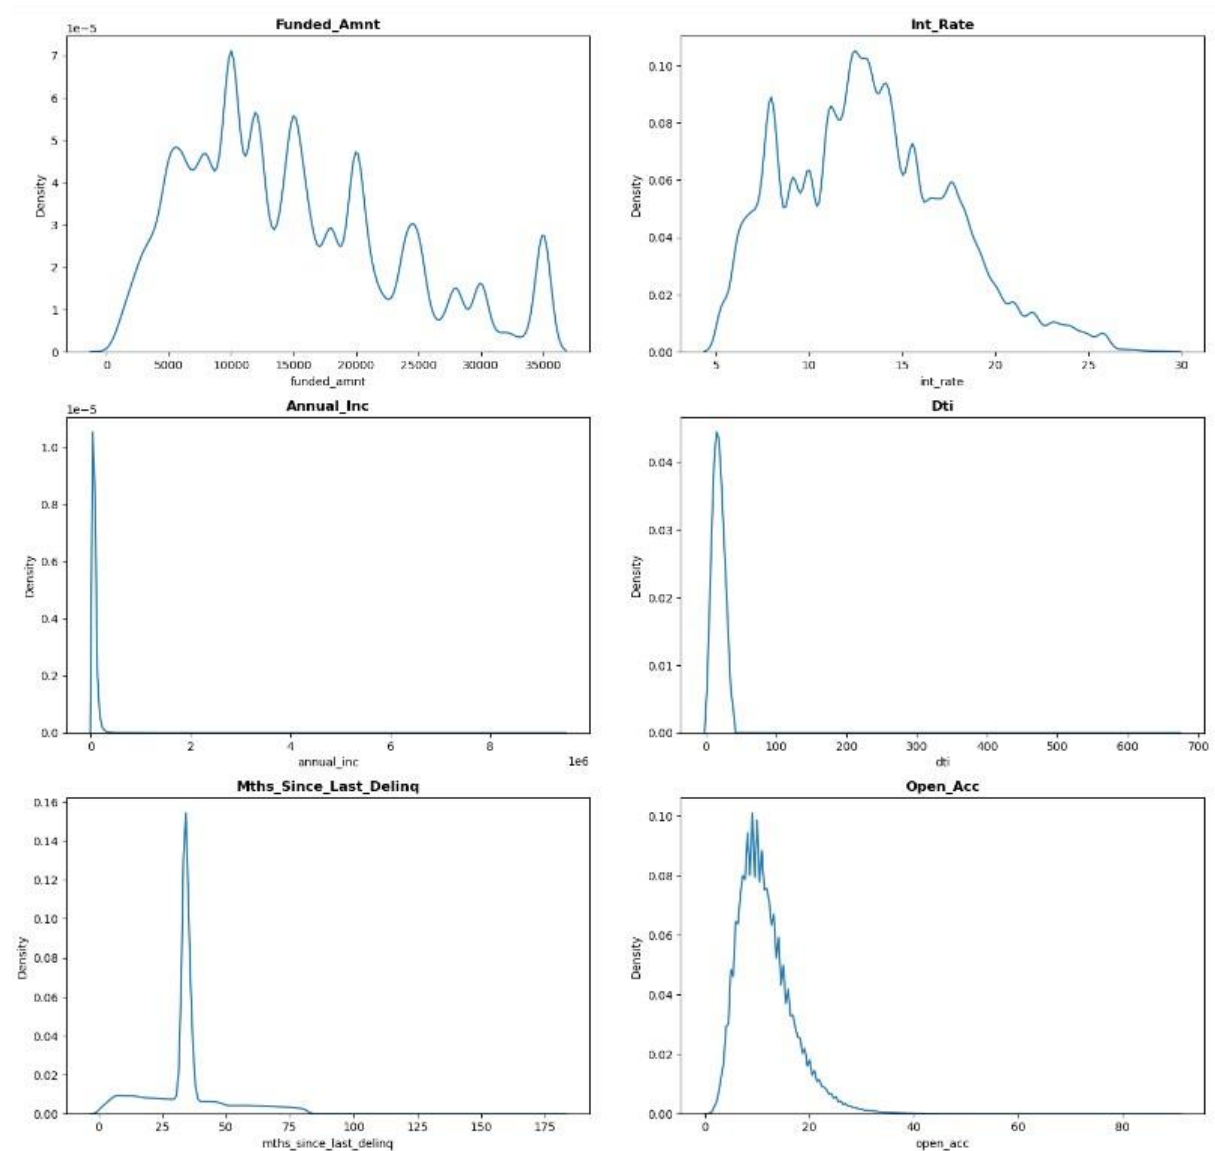 Funded_Amnt
1e−5
7
6
5
4
3
2
1
0
Density
0 5000 10000 15000 20000 25000 30000 35000
funded_amnt
Int_Rate
0.10
0.08
0.06
0.04
0.02
0.00
Density
5 10 15 20 25 30
int_rate
Annual_Inc
1e−5
1.0
0.8
0.6
0.4
0.2
0.0
Density
0 2 4 6 8
annual_inc
1e6
Dti
0.04
0.03
0.02
0.01
0.00
Density
0 100 200 300 400 500 600 700
dti
Mths_Since_Last_Delinq
0.16
0.14
0.12
0.10
0.08
0.06
0.04
0.02
0.00
Density
0 25 50 75 100 125 150 175
mths_since_last_delinq
Open_Acc
0.10
0.08
0.06
0.04
0.02
0.00
Density
0 20 40 60 80
open_acc